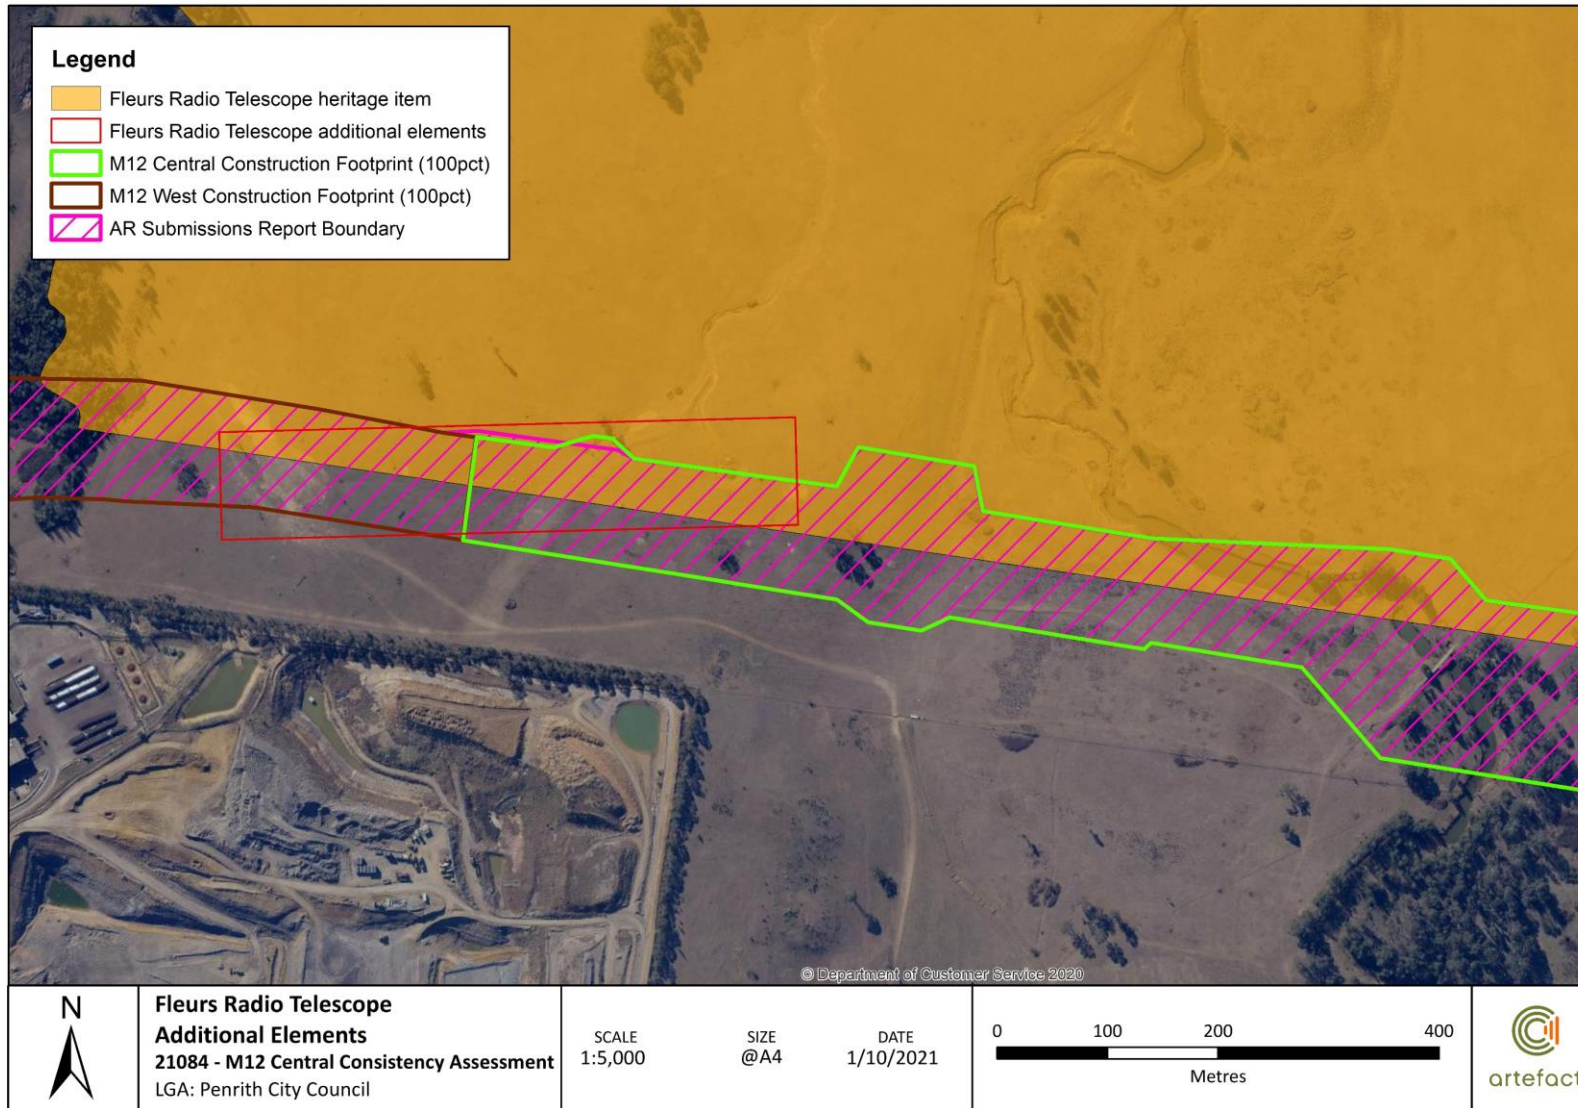 Legend
Fleurs Radio Telescope heritage item
Fleurs Radio Telescope additional elements
M12 Central Construction Footprint (100pct)
M12 West Construction Footprint (100pct)
AR Submissions Report Boundary
© Department of Customer Service 2020
N
Fleurs Radio Telescope
Additional Elements
21084 - M12 Central Consistency Assessment
LGA: Penrith City Council
SCALE
1:5,000
SIZE
@A4
DATE
1/10/2021
0 100 200 400
Metres
artefact